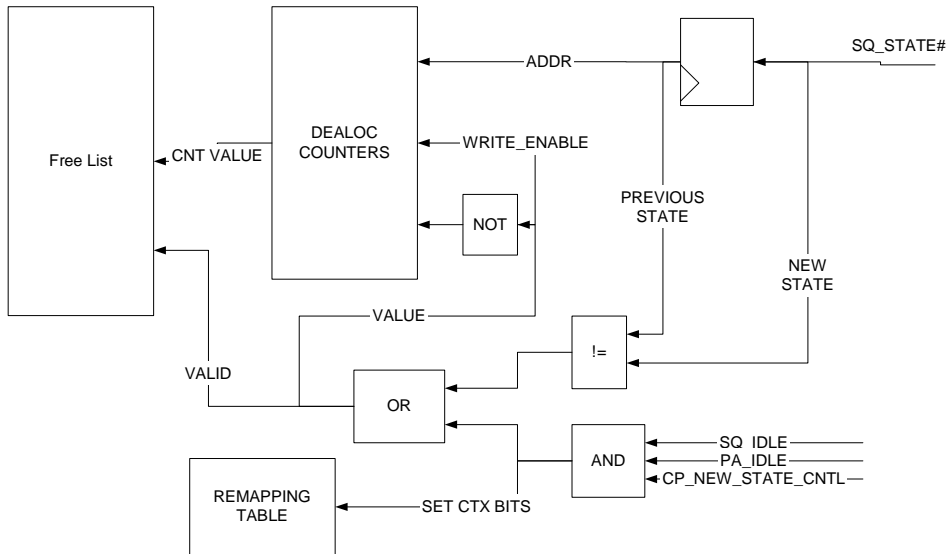 SQ_STATE#
ADDR
Free List
CNT VALUE
DEALOC
COUNTERS
WRITE_ENABLE
NOT
PREVIOUS
STATE
NEW
STATE
VALUE
!=
VALID
OR
AND
SQ_IDLE
PA_IDLE
CP_NEW_STATE_CNTL
REMAPPING
TABLE
SET CTX BITS